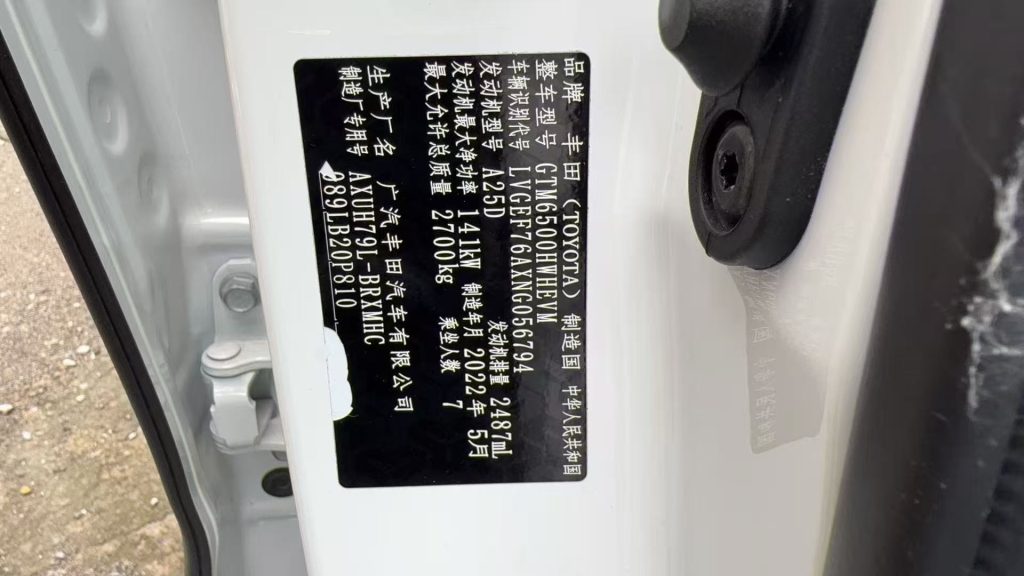 品牌 丰田（TOYOTA） 制造国 中华人民共和国
整车型号 GTM6500HWHEVM
车辆识别代号 LVGEF76AXNG056794
发动机型号 A25D 发动机排量 2487mL
发动机最大净功率 141kW 制造年月 2022年 5月
最大允许总质量 2700kg 乘坐人数 7
生产厂名 广汽丰田汽车有限公司
制造厂专用号 AXUH79L-BRXMHC
989LB20P810